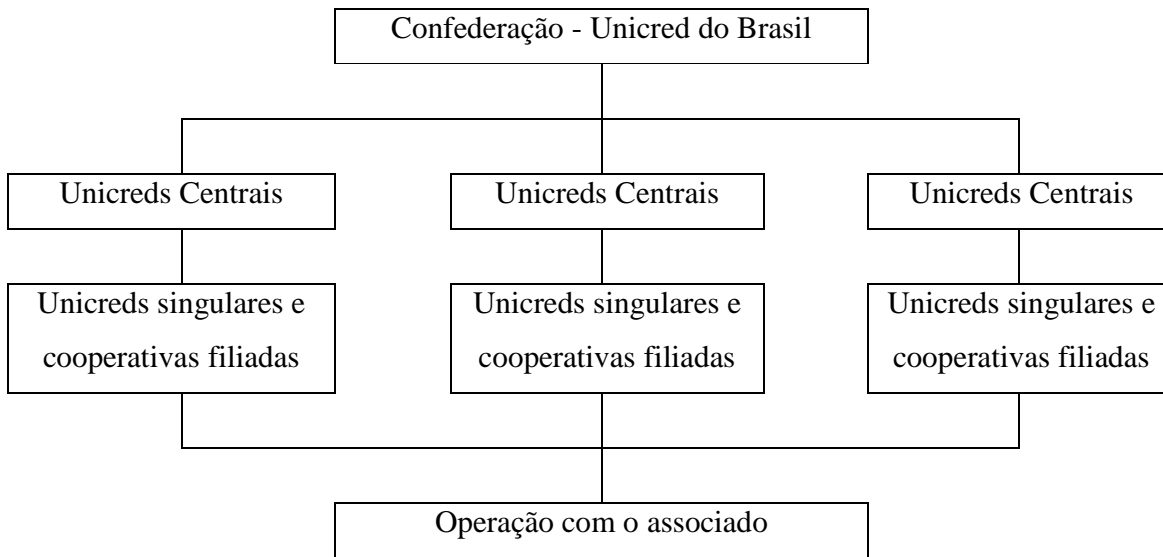 Confederação - Unicred do Brasil
Unicreds Centrais
Unicreds Centrais
Unicreds Centrais
Unicreds singulares e
cooperativas filiadas
Unicreds singulares e
cooperativas filiadas
Unicreds singulares e
cooperativas filiadas
Operação com o associado